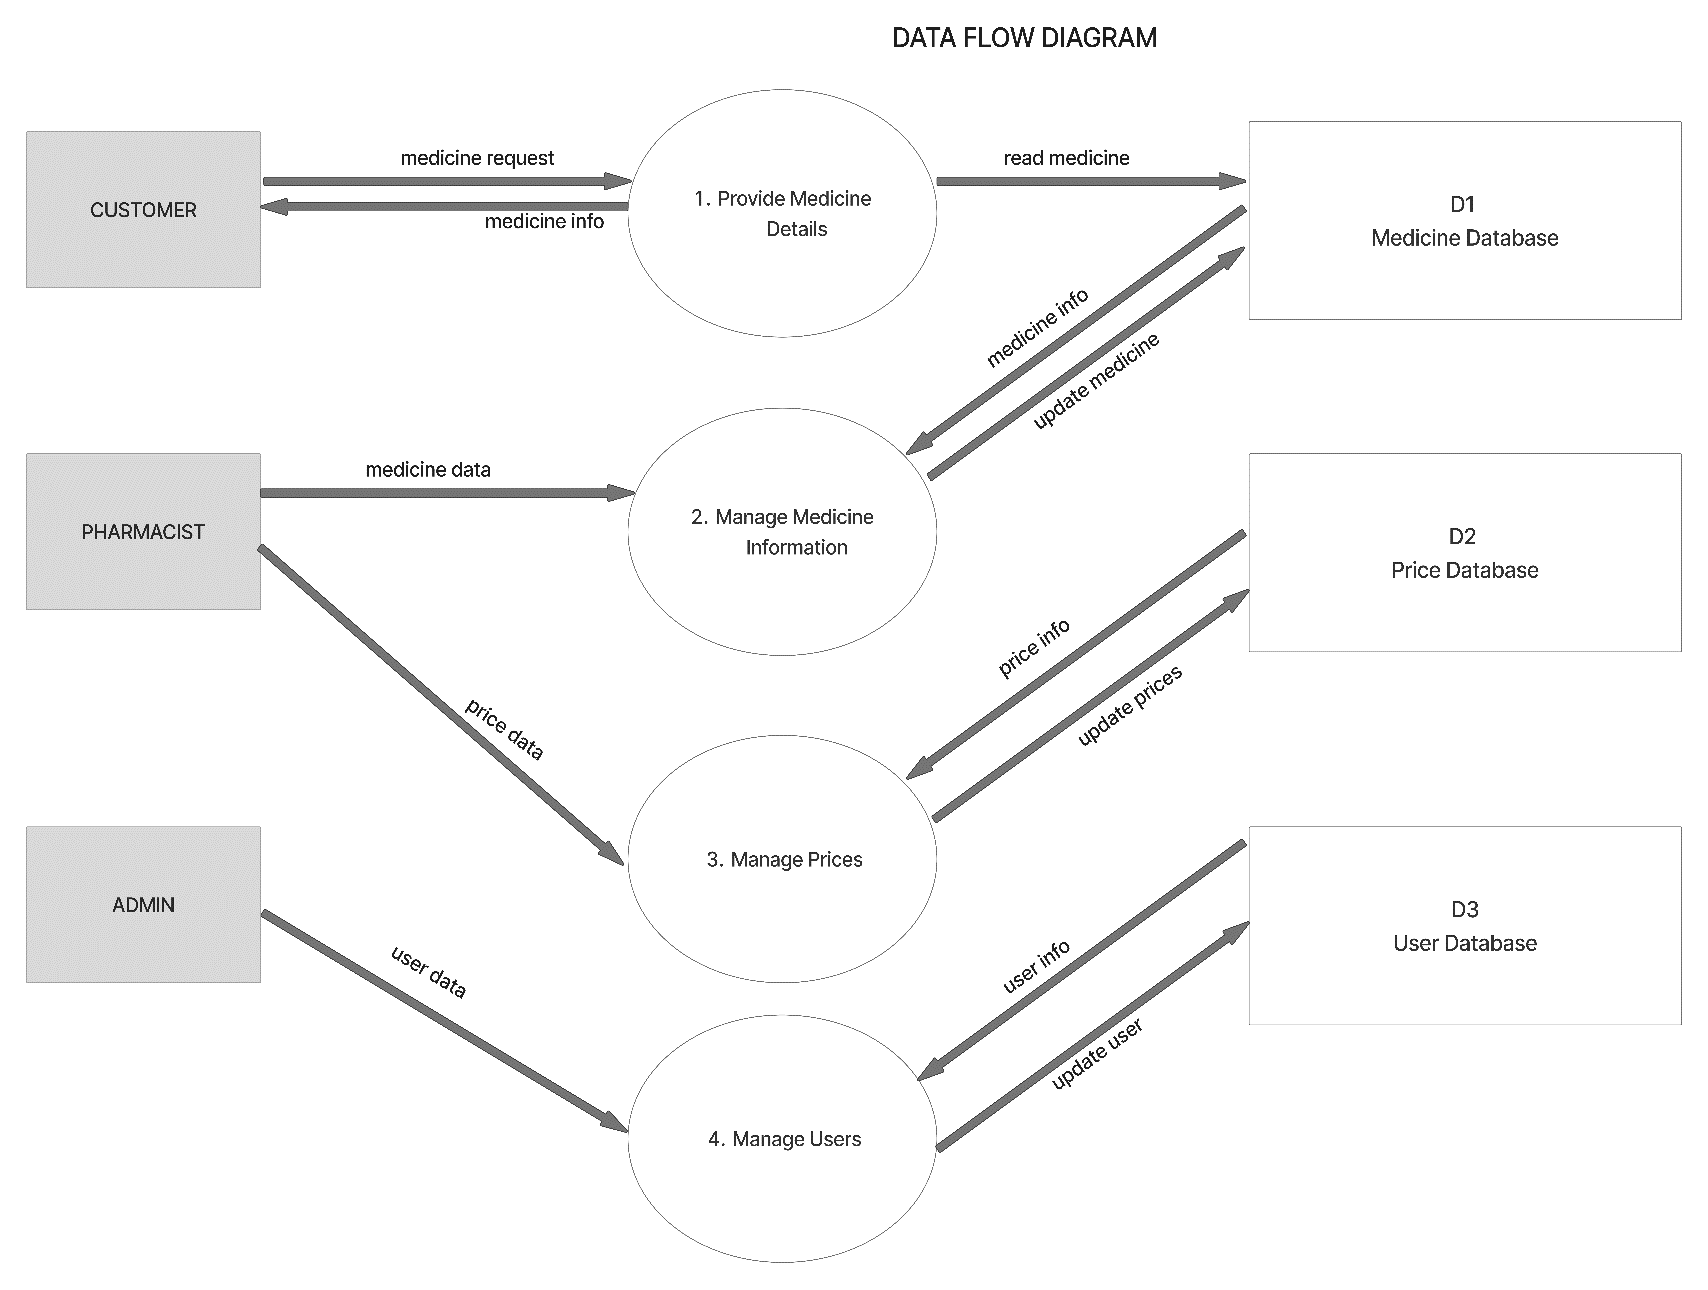 DATA FLOW DIAGRAM
CUSTOMER
medicine request
medicine info
1. Provide Medicine
Details
read medicine
D1
Medicine Database
medicine info
update medicine
PHARMACIST
medicine data
2. Manage Medicine
Information
D2
Price Database
price info
update prices
price data
3. Manage Prices
ADMIN
user data
D3
User Database
user info
update user
4. Manage Users